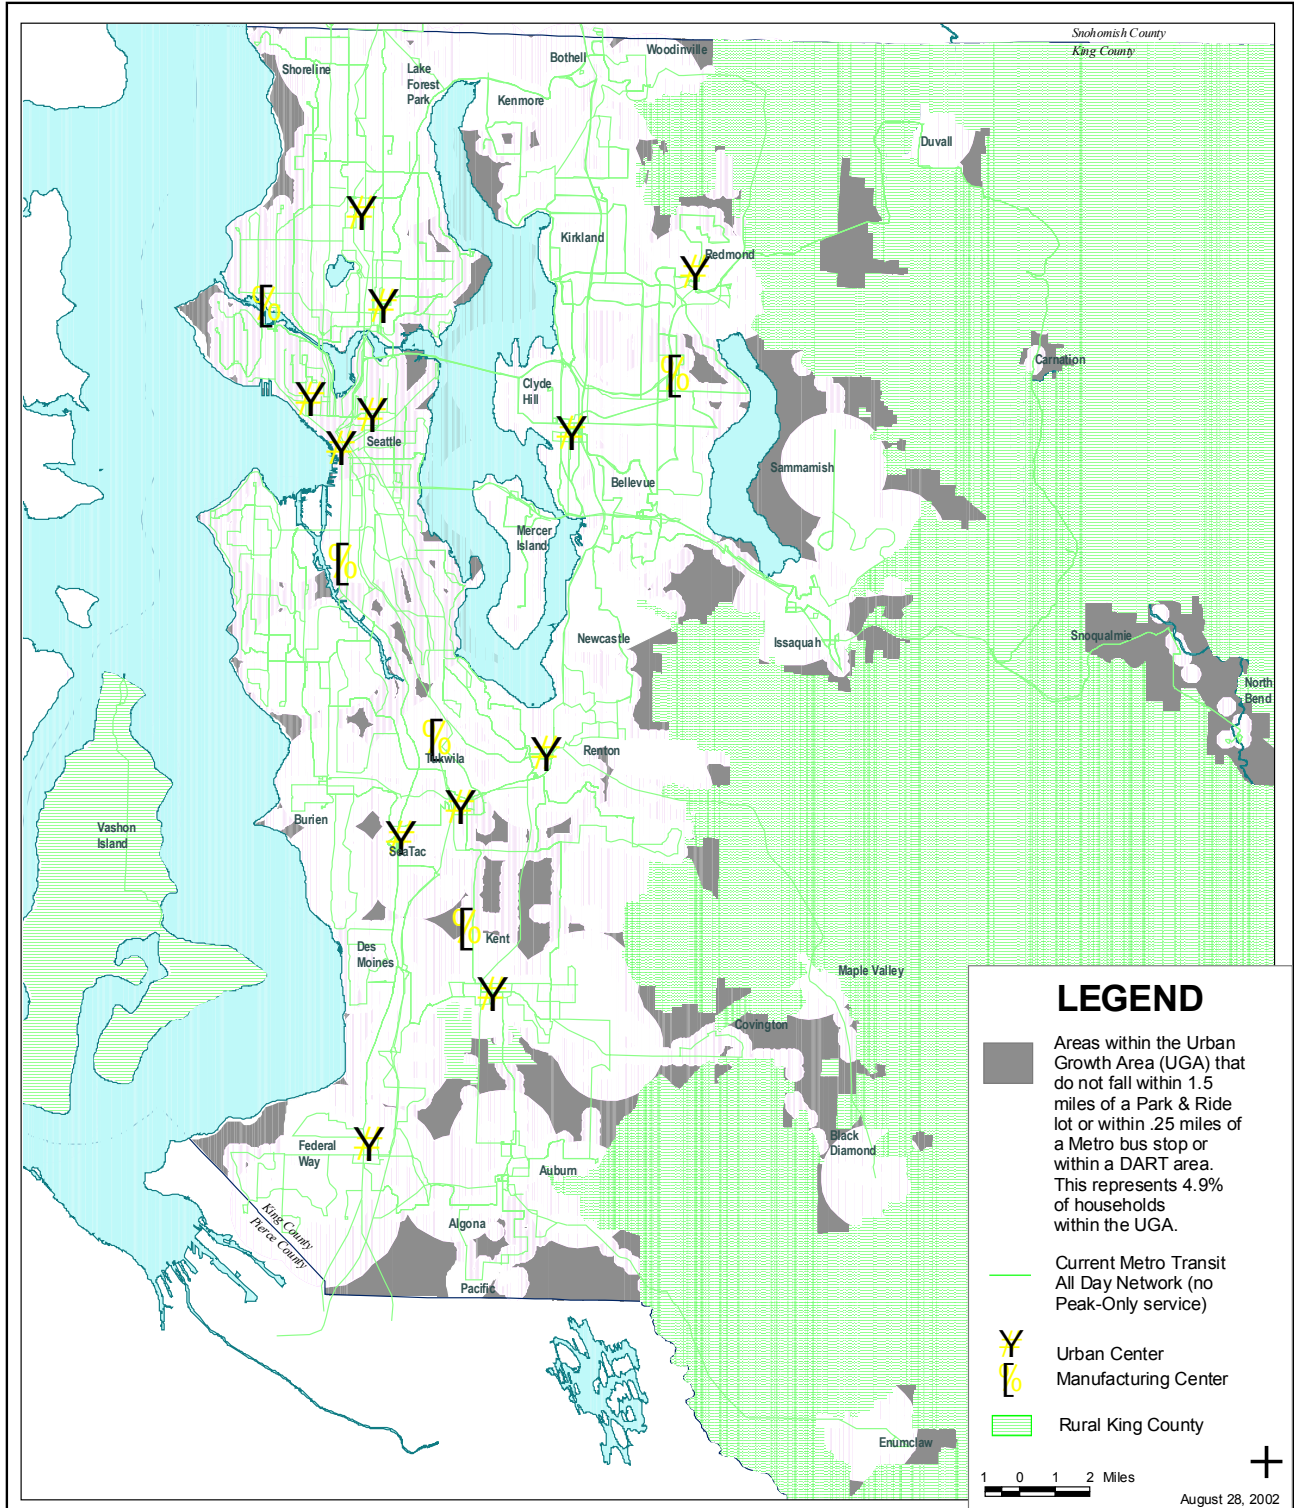 Snohomish County
King County
Woodinville
Bothell
Shoreline
Lake
Forest
Park
Kenmore
Duvall
Kirkland
Redmond
Carnation
Clyde
Hill
Seattle
Sammamish
Bellevue
Mercer
Island
Newcastle
Issaquah
Snoqualmie
North
Bend
Renton
Tukwila
Burien
Vashon
Island
SeaTac
Kent
Des
Moines
Maple Valley
Covington
Black
Diamond
Federal
Way
Auburn
King County
Pierce County
Algona
Pacific
Enumclaw
LEGEND
Areas within the Urban
Growth Area (UGA) that
do not fall within 1.5
miles of a Park & Ride
lot or within .25 miles of
a Metro bus stop or
within a DART area.
This represents 4.9%
of households
within the UGA.
Current Metro Transit
All Day Network (no
Peak-Only service)
Urban Center
Manufacturing Center
Rural King County
1 0 1 2 Miles
August 28, 2002